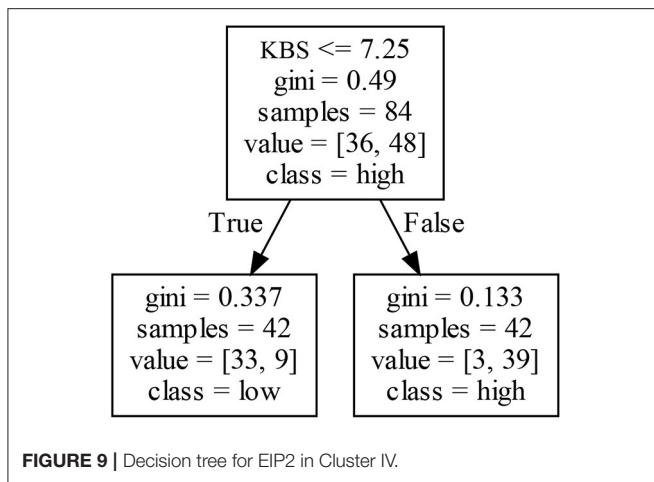 KBS <= 7.25
gini = 0.49
samples = 84
value = [36, 48]
class = high
True
False
gini = 0.337
samples = 42
value = [33, 9]
class = low
gini = 0.133
samples = 42
value = [3, 39]
class = high
FIGURE 9 | Decision tree for EIP2 in Cluster IV.